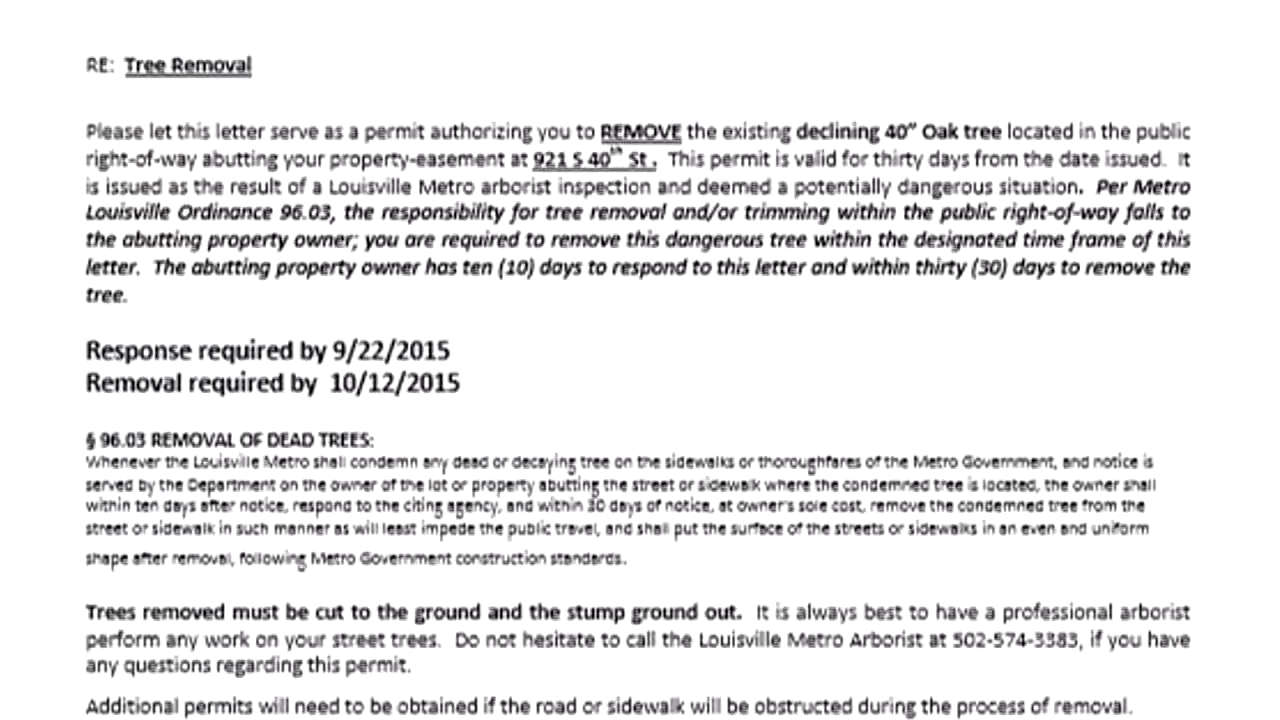 RE: Tree Removal
Please let this letter serve as a permit authorizing you to REMOVE the existing declining 40" Oak tree located in the public
right-of-way abutting your property-easement at 921 S 40th St. This permit is valid for thirty days from the date issued. It
is issued as the result of a Louisville Metro arborist inspection and deemed a potentially dangerous situation. Per Metro
Louisville Ordinance 96.03, the responsibility for tree removal and/or trimming within the public right-of-way falls to
the abutting property owner; you are required to remove this dangerous tree within the designated time frame of this
letter. The abutting property owner has ten (10) days to respond to this letter and within thirty (30) days to remove the
tree.
Response required by 9/22/2015
Removal required by 10/12/2015
§ 96.03 REMOVAL OF DEAD TREES:
Whenever the Louisville Metro shall condemn any dead or decaying tree on the sidewalks or thoroughfares of the Metro Government, and notice is
served by the Department on the owner of the lot or property abutting the street or sidewalk where the condemned tree is located, the owner shall
within ten days after notice, respond to the citing agency, and within 30 days of notice, at owner's sole cost, remove the condemned tree from the
street or sidewalk in such manner as will least impede the public travel, and shall put the surface of the streets or sidewalks in an even and uniform
shape after removal, following Metro Government construction standards.
Trees removed must be cut to the ground and the stump ground out. It is always best to have a professional arborist
perform any work on your street trees. Do not hesitate to call the Louisville Metro Arborist at 502-574-3383, if you have
any questions regarding this permit.
Additional permits will need to be obtained if the road or sidewalk will be obstructed during the process of removal.